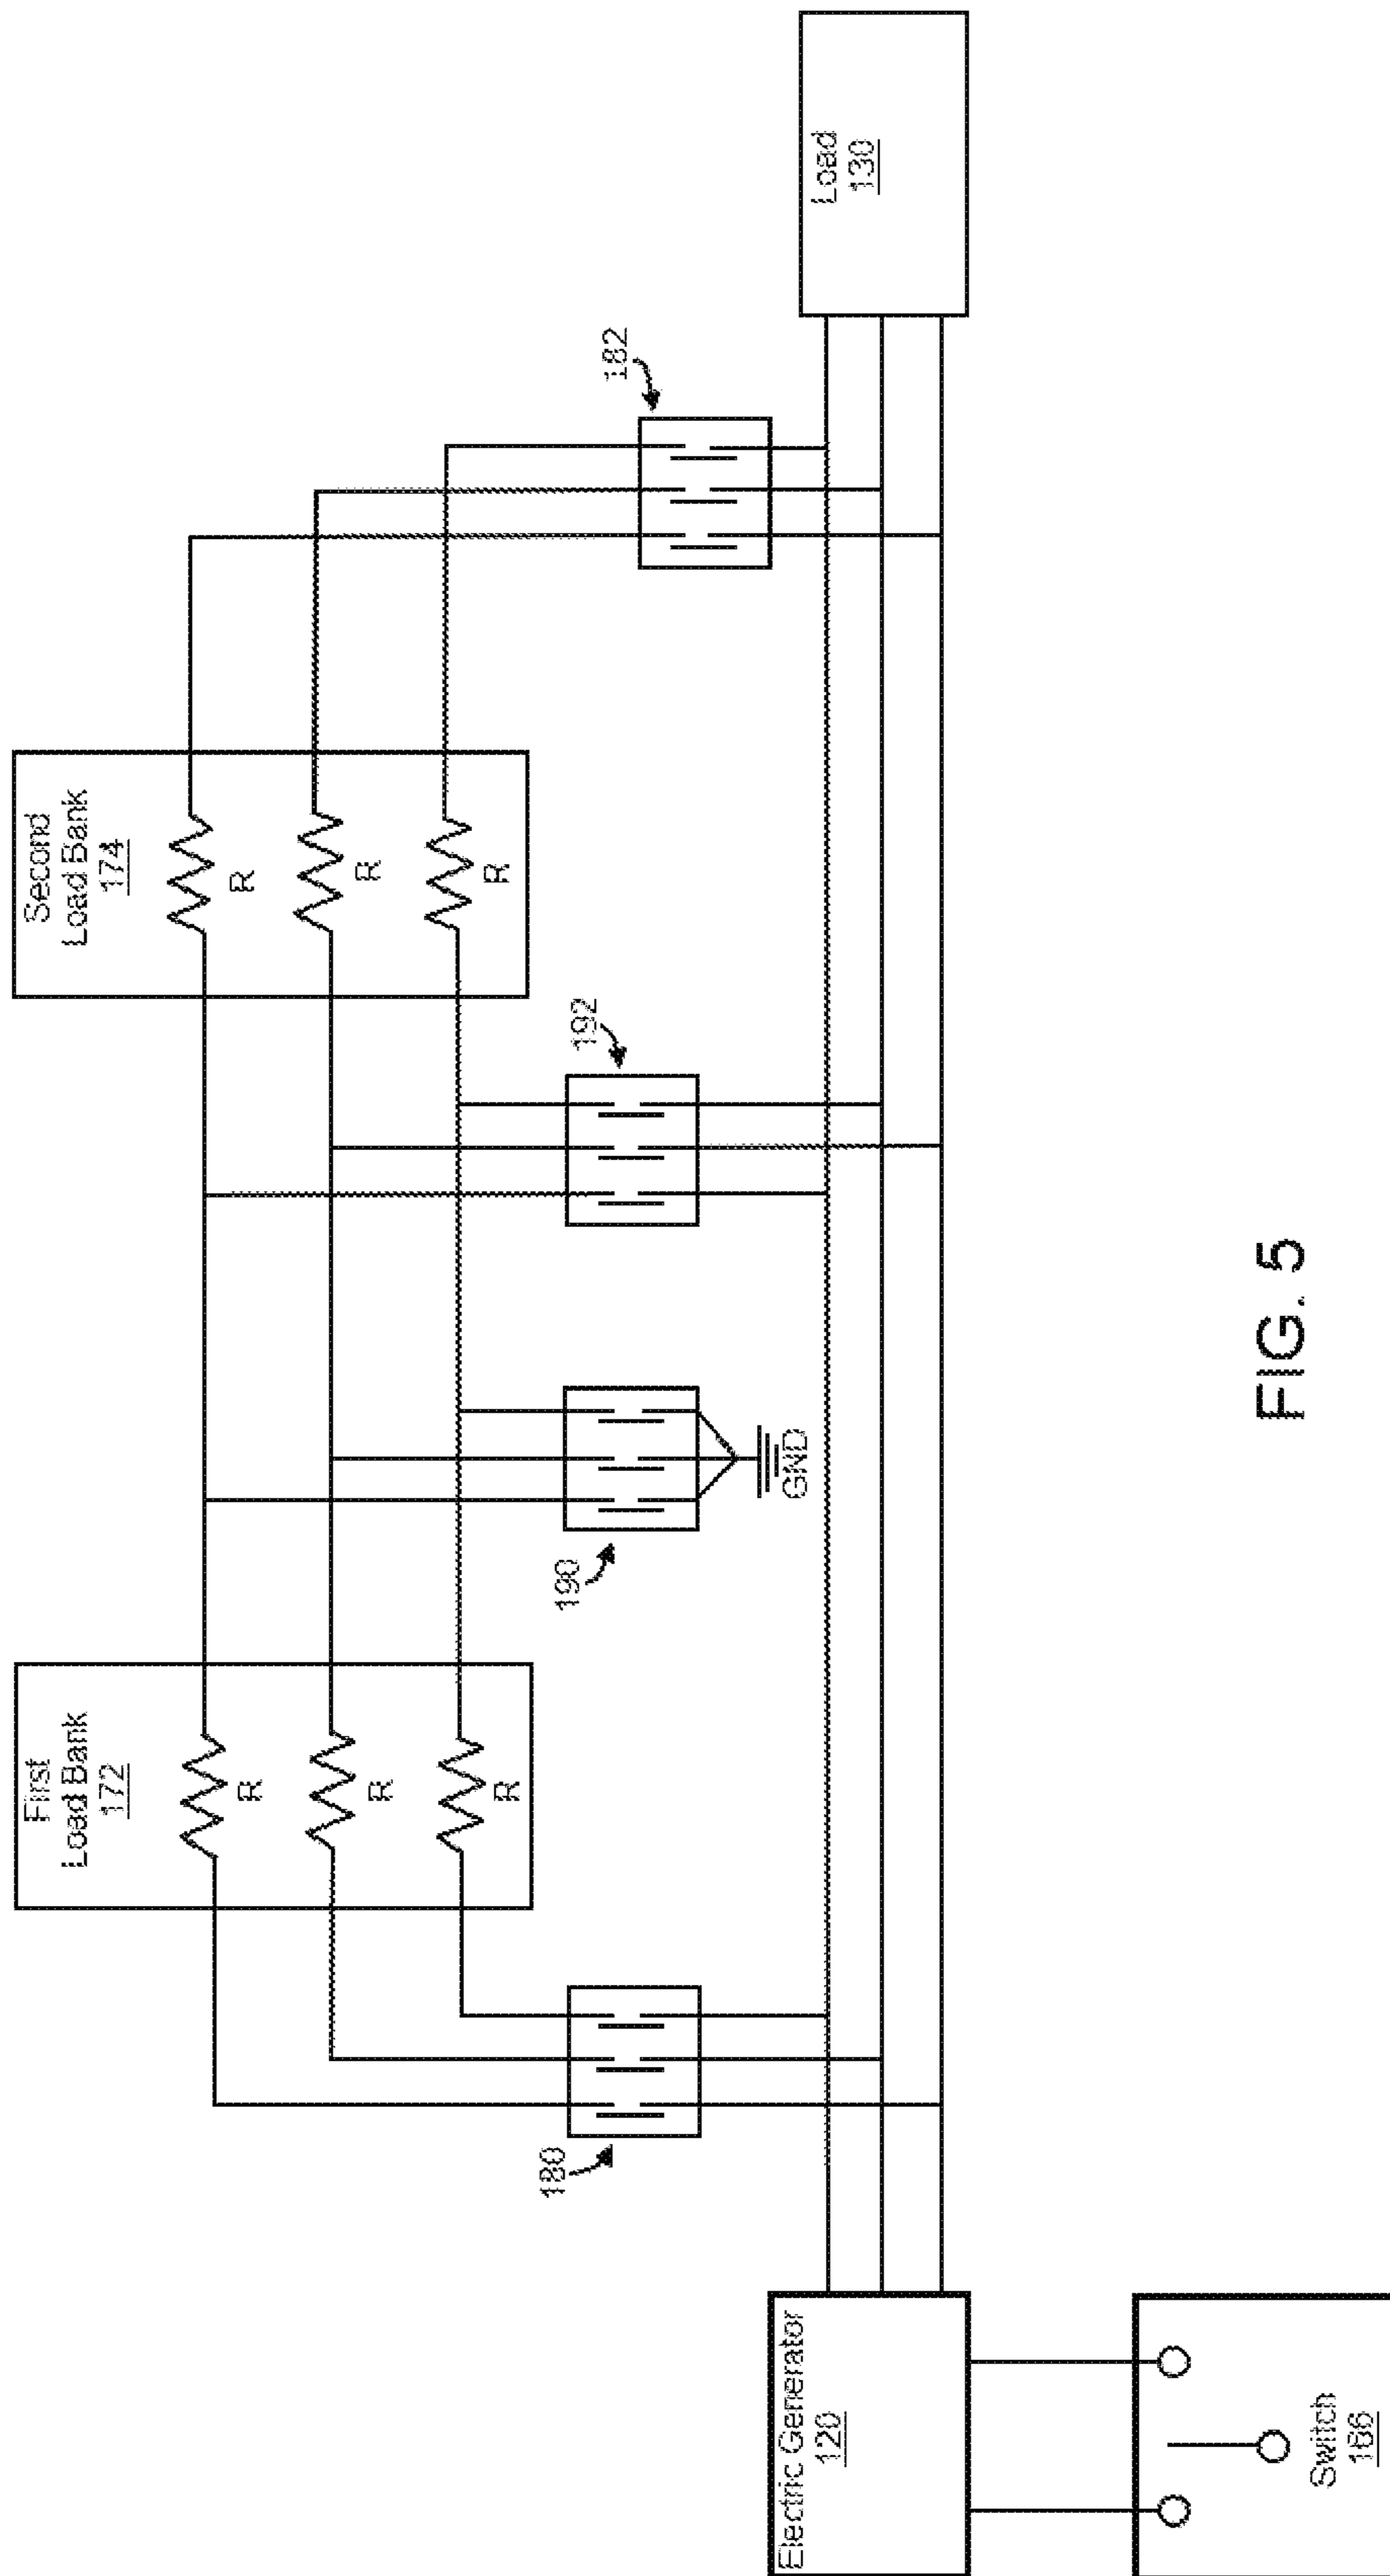 First
Load Bank
172
R
R
R
Second
Load Bank
174
R
R
R
180
190
192
182
GND
Electric Generator
120
Load
130
Switch
166
FIG. 5